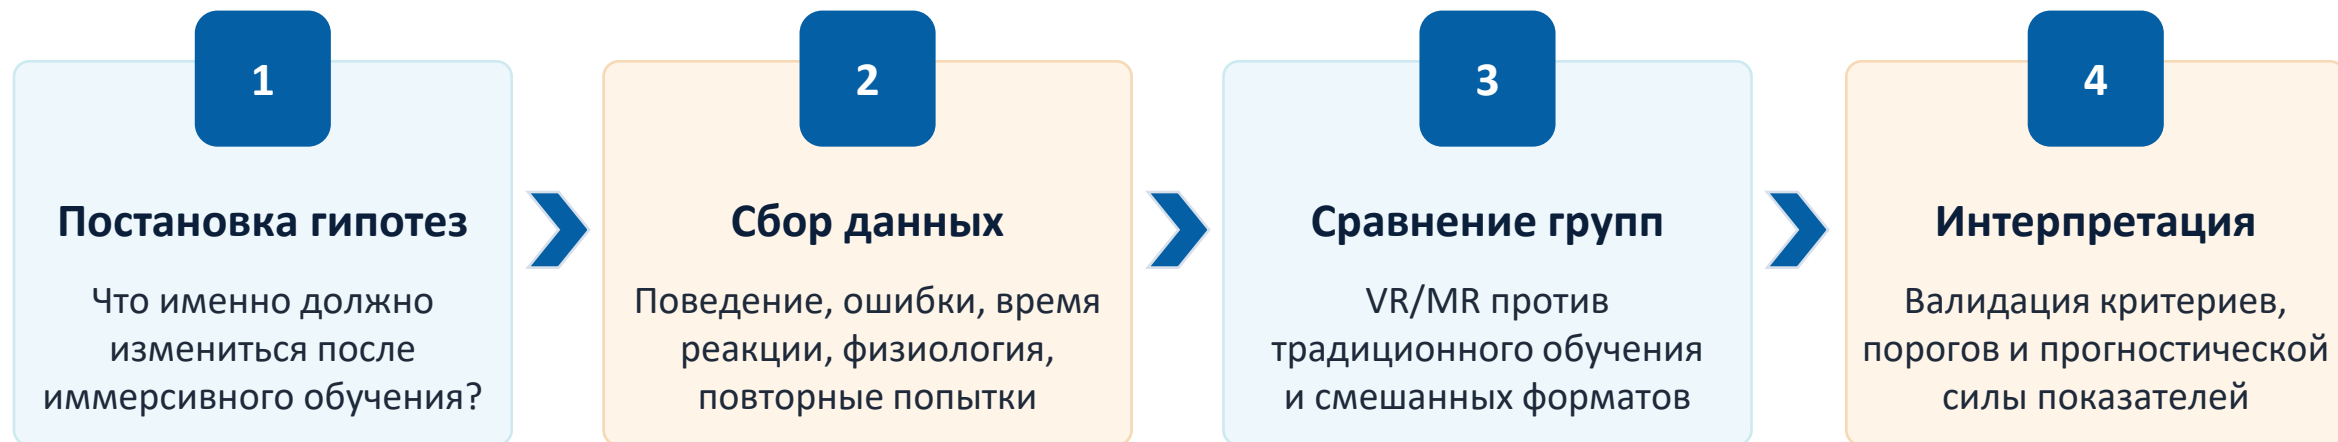 1
Постановка гипотез
Что именно должно
измениться после
иммерсивного обучения?
2
Сбор данных
Поведение, ошибки, время
реакции, физиология,
повторные попытки
3
Сравнение групп
VR/MR против
традиционного обучения
и смешанных форматов
4
Интерпретация
Валидация критериев,
порогов и прогностической
силы показателей